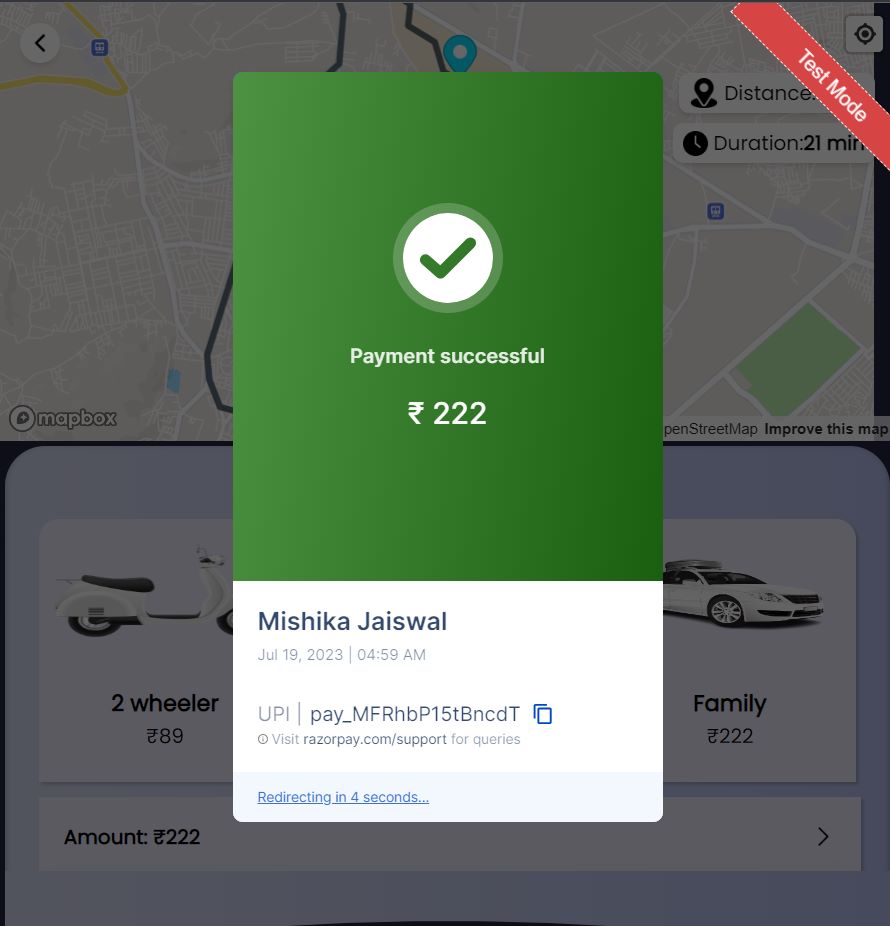 Test Mode
Distance:
Duration:21 min
mapbox
Payment successful
₹ 222
OpenStreetMap Improve this map
Mishika Jaiswal
Jul 19, 2023 | 04:59 AM
UPI | pay_MFRhbP15tBncdT
Visit razorpay.com/support for queries
Redirecting in 4 seconds...
2 wheeler
₹89
Family
₹222
Amount: ₹222